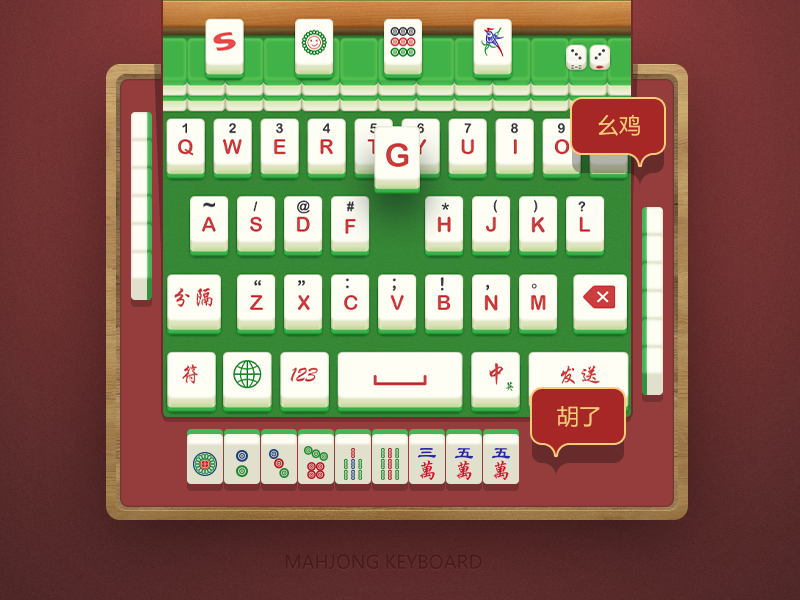 S
幺鸡
1 2 3 4 5 6 7 8 9
Q W E R T Y U I O
G
~ / @ # * ( ) ?
A S D F H J K L
“ ” : ; ! , 。
分隔 Z X C V B N M
符 123 中英 发送
胡了
三萬 五萬 五萬
MAHJONG KEYBOARD